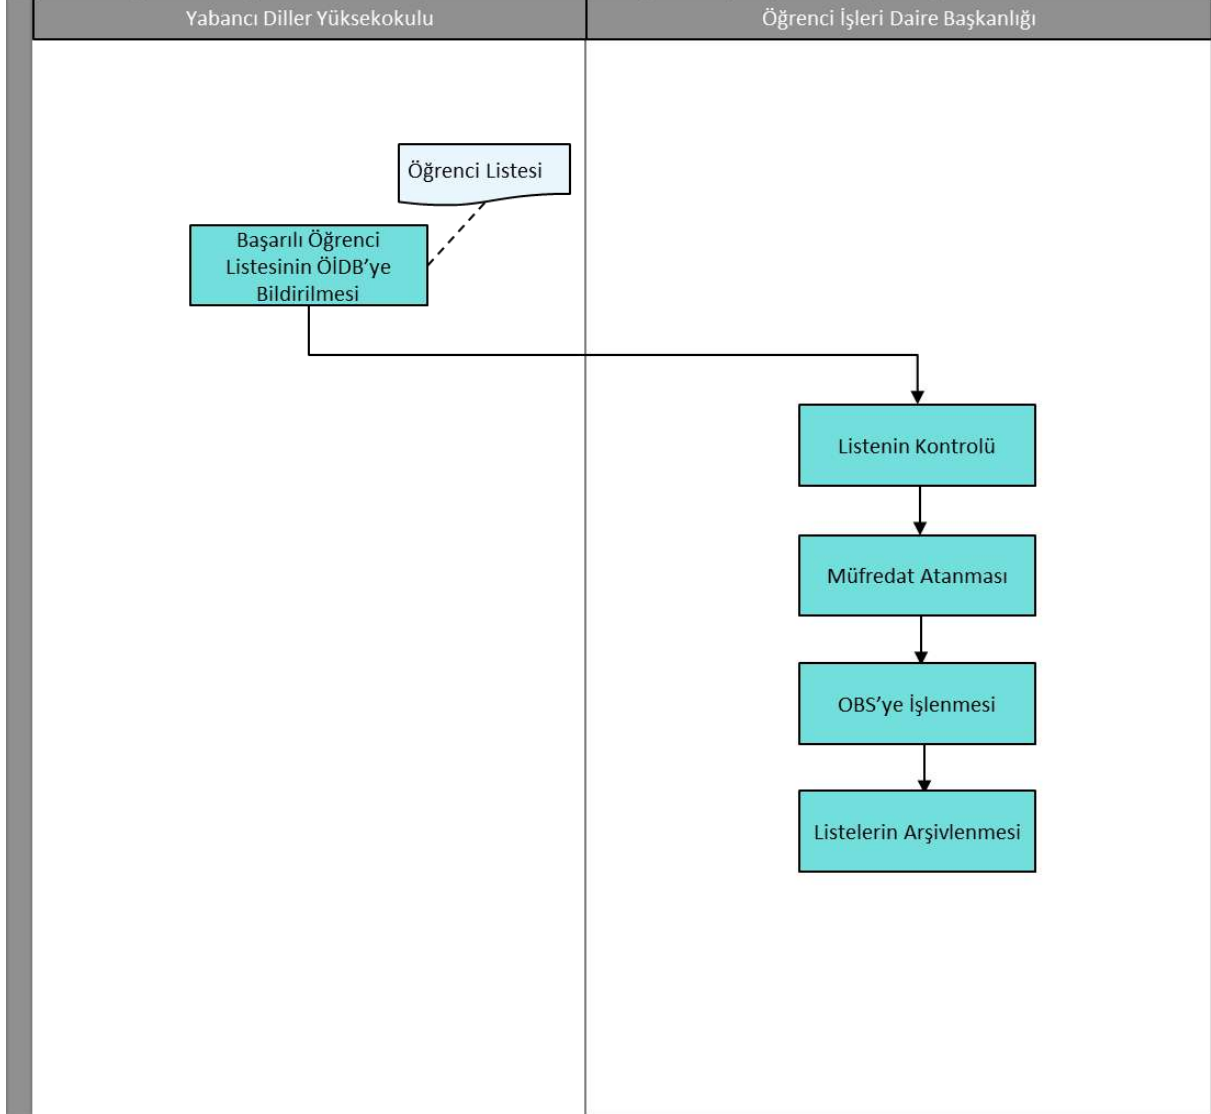 Yabancı Diller Yüksekokulu
Öğrenci İşleri Daire Başkanlığı
Öğrenci Listesi
Başarılı Öğrenci
Listesinin ÖİDB’ye
Bildirilmesi
Listenin Kontrolü
Müfredat Atanması
OBS’ye İşlenmesi
Listelerin Arşivlenmesi